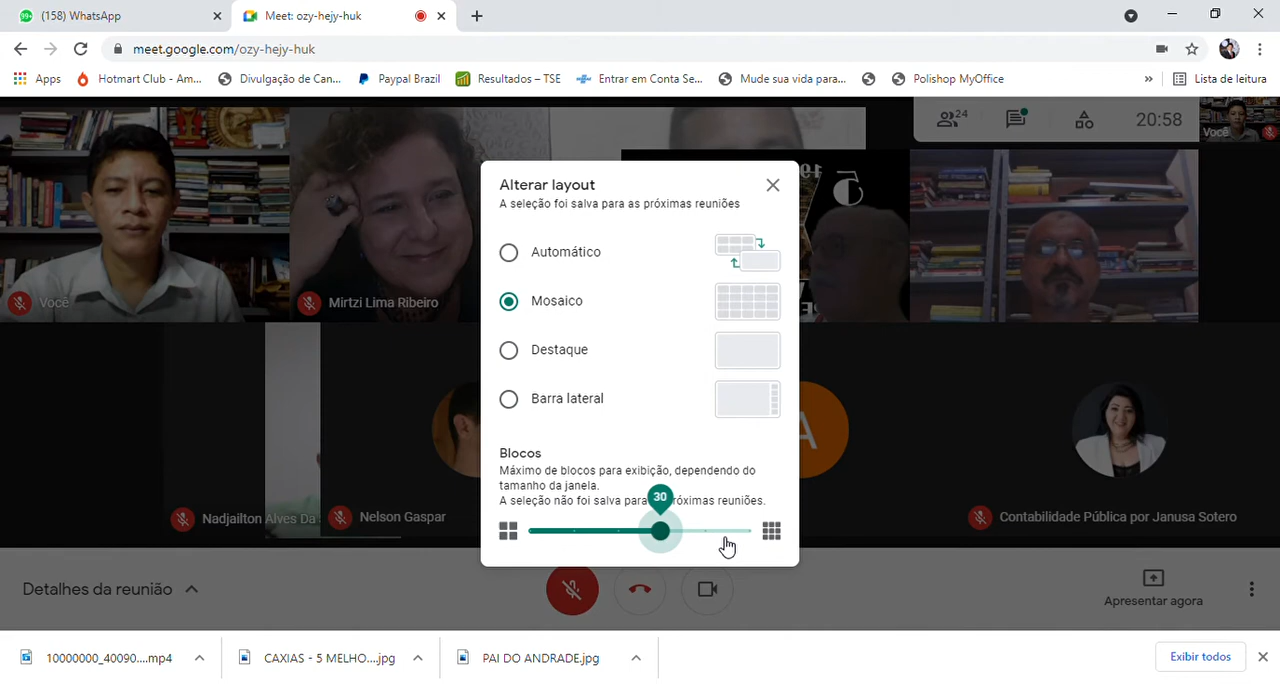 99+
(158) WhatsApp
Meet: ozy-hejy-huk
meet.google.com/ozy-hejy-huk
Apps
Hotmart Club - Am...
Divulgação de Can...
Paypal Brazil
Resultados – TSE
Entrar em Conta Se...
Mude sua vida para...
Polishop MyOffice
»
Lista de leitura
24
20:58
Você
Você
Mirtzi Lima Ribeiro
Alterar layout
A seleção foi salva para as próximas reuniões
Automático
Mosaico
Destaque
Barra lateral
Blocos
Máximo de blocos para exibição, dependendo do
tamanho da janela.
A seleção não foi salva para próximas reuniões.
30
A
Nadjailton Alves Da
Nelson Gaspar
Contabilidade Pública por Janusa Sotero
Detalhes da reunião
Apresentar agora
10000000_40090....mp4
CAXIAS - 5 MELHO....jpg
PAI DO ANDRADE.jpg
Exibir todos